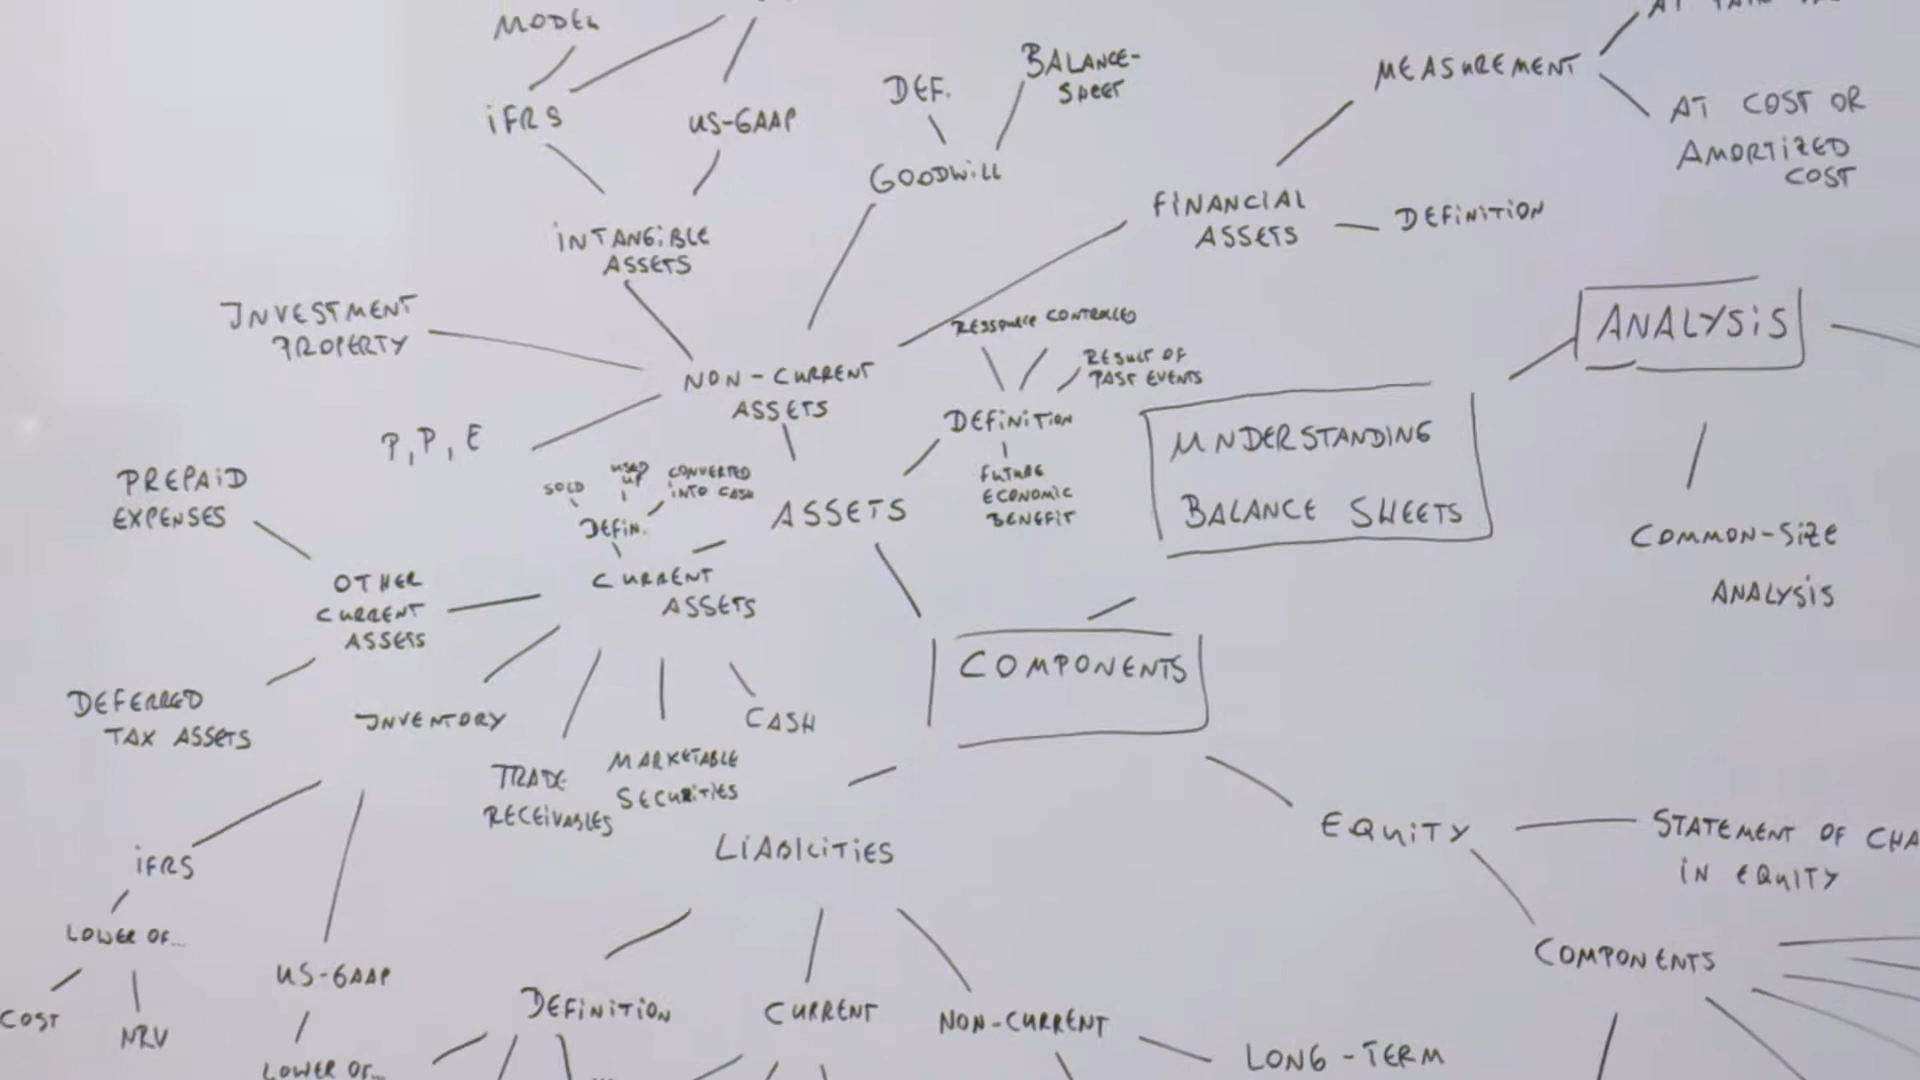 MODEL
IFRS
US-GAAP
DEF.
BALANCE-
SHEET
GOODWILL
MEASUREMENT
AT COST OR
AMORTIZED
COST
FINANCIAL
ASSETS
DEFINITION
INTANGIBLE
ASSETS
INVESTMENT
PROPERTY
NON-CURRENT
ASSETS
P, P, E
RESSOURCE CONTROLLED
RESULT OF
PAST EVENTS
DEFINITION
FUTURE
ECONOMIC
BENEFIT
ANALYSIS
UNDERSTANDING
BALANCE SHEETS
COMMON-SIZE
ANALYSIS
PREPAID
EXPENSES
SOLD
USED
UP
CONVERTED
INTO CASH
DEFIN.
ASSETS
CURRENT
ASSETS
OTHER
CURRENT
ASSETS
COMPONENTS
DEFERRED
TAX ASSETS
INVENTORY
TRADE
RECEIVABLES
MARKETABLE
SECURITIES
CASH
LIABILITIES
EQUITY
STATEMENT OF
IN EQUITY
COMPONENTS
IFRS
LOWER OF...
COST
NRV
US-GAAP
LOWER OF...
DEFINITION
CURRENT
NON-CURRENT
LONG-TERM